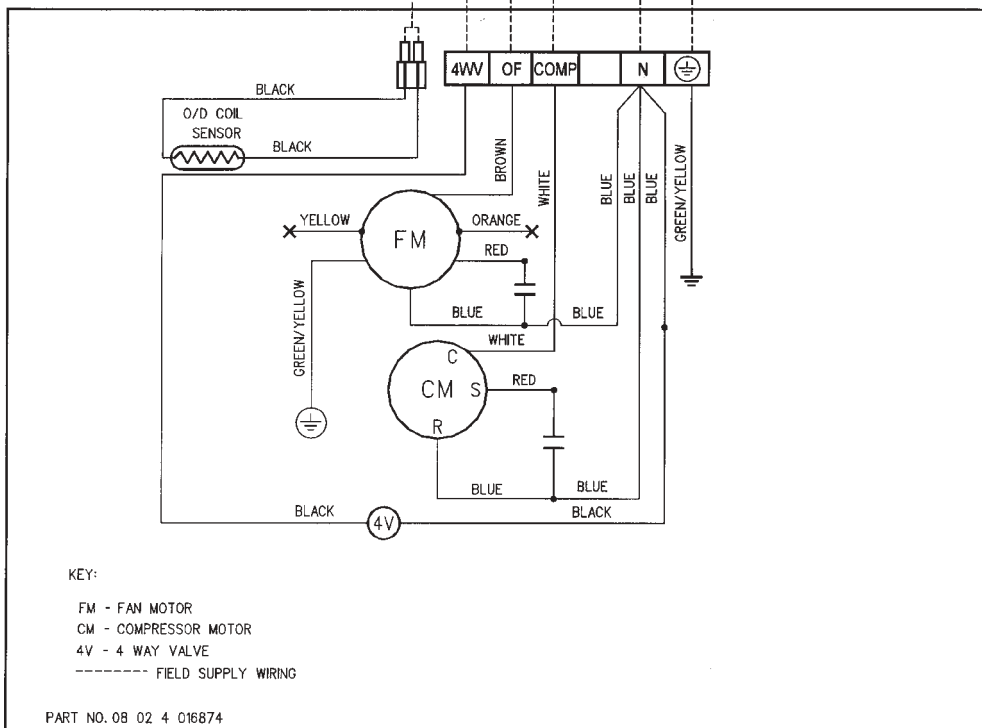 4WV OF COMP N
BLACK
O/D COIL
SENSOR
BLACK
BROWN
WHITE
BLUE
BLUE
BLUE
GREEN/YELLOW
YELLOW
FM
ORANGE
RED
GREEN/YELLOW
BLUE
BLUE
WHITE
C
CM S
RED
R
BLUE
BLUE
BLACK
4V
BLACK
KEY:
FM - FAN MOTOR
CM - COMPRESSOR MOTOR
4V - 4 WAY VALVE
-------- FIELD SUPPLY WIRING
PART NO. 08 02 4 016874